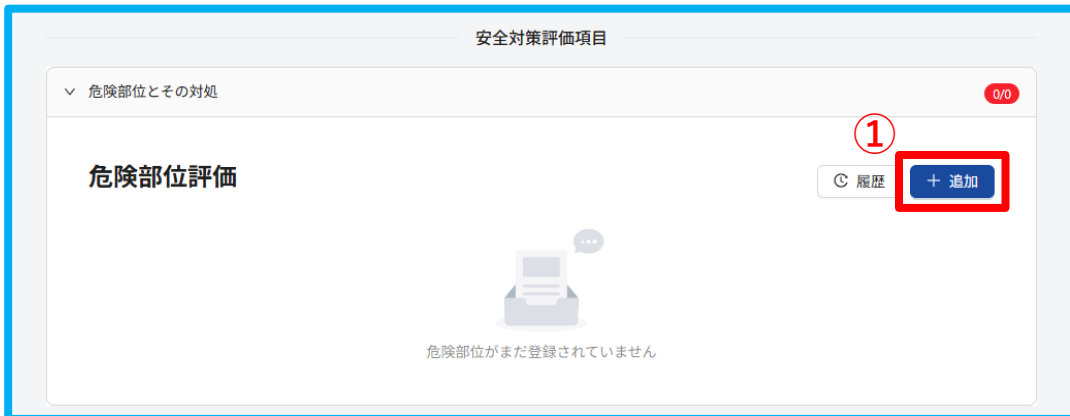 安全対策評価項目
危険部位とその対処
0/0
①
危険部位評価
履歴
+ 追加
危険部位がまだ登録されていません